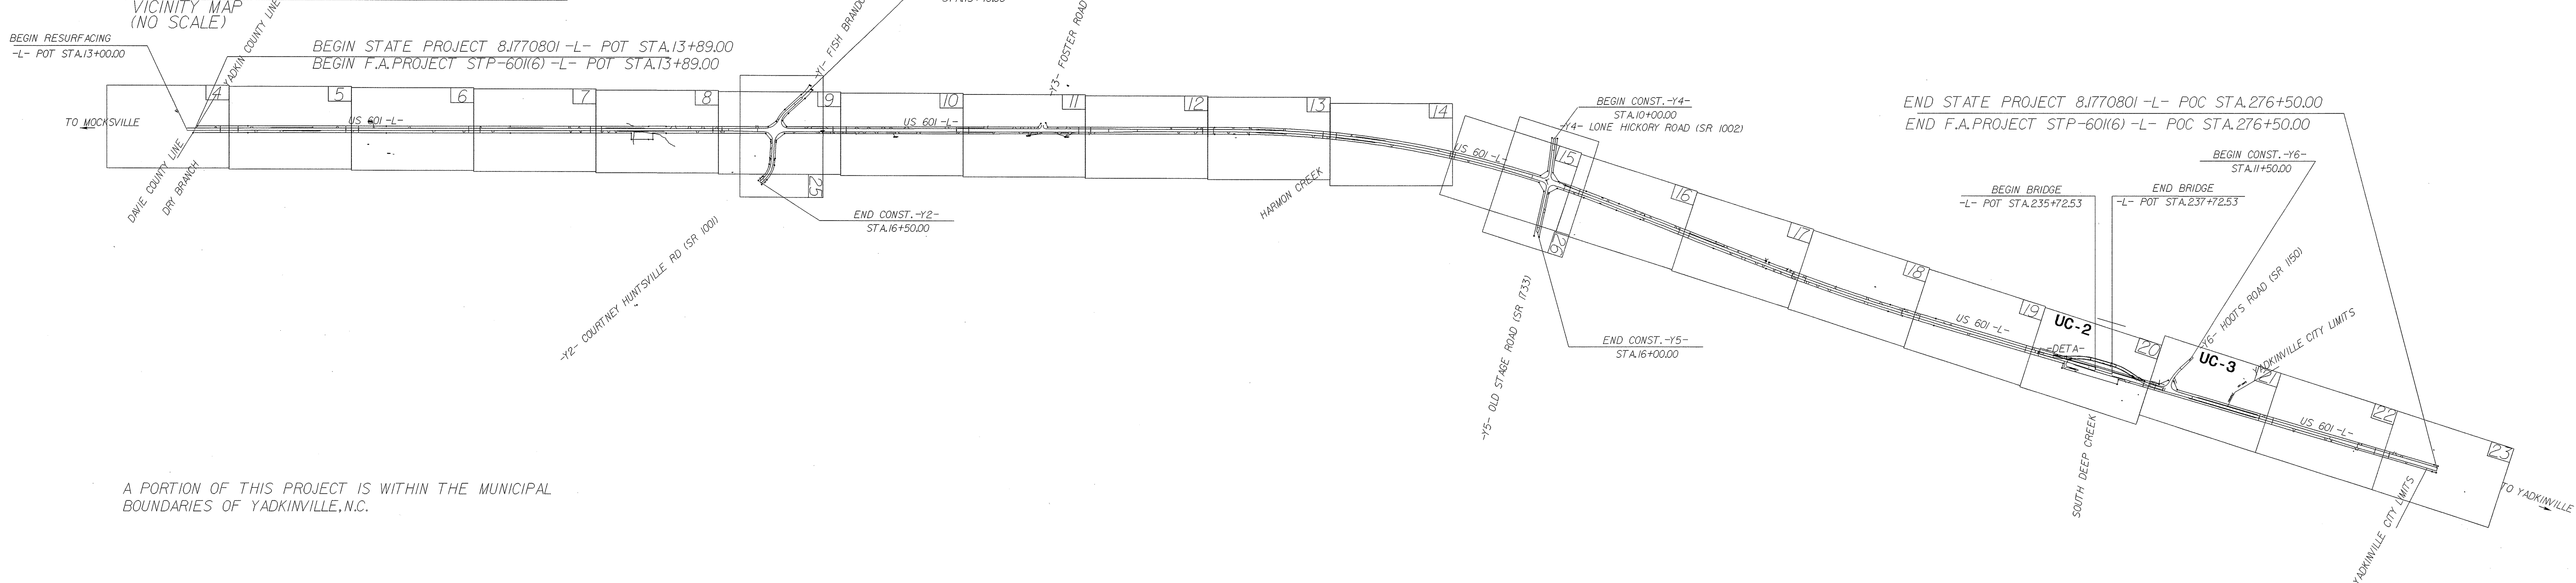 VICINITY MAP
(NO SCALE)
BEGIN RESURFACING
-L- POT STA.13+00.00
YADKIN COUNTY LINE
BEGIN STATE PROJECT 8.1770801 -L- POT STA.13+89.00
BEGIN F.A.PROJECT STP-601(6) -L- POT STA.13+89.00
-Y1- FISH
-Y3- FOSTER ROAD
TO MOCKSVILLE
DAVIE COUNTY LINE
DRY BRANCH
4
5
6
7
8
9
10
11
12
13
14
US 601 -L-
US 601 -L-
25
END CONST.-Y2-
STA.16+50.00
-Y2- COURTNEY HUNTSVILLE RD (SR 1001)
HARMON CREEK
BEGIN CONST.-Y4-
STA.10+00.00
-Y4- LONE HICKORY ROAD (SR 1002)
US 601 -L-
15
26
-Y5- OLD STAGE ROAD (SR 1733)
END CONST.-Y5-
STA.16+00.00
16
17
18
19
20
21
22
23
END STATE PROJECT 8.1770801 -L- POC STA.276+50.00
END F.A.PROJECT STP-601(6) -L- POC STA.276+50.00
BEGIN CONST.-Y6-
STA.11+50.00
BEGIN BRIDGE
-L- POT STA.235+72.53
END BRIDGE
-L- POT STA.237+72.53
US 601 -L-
UC-2
-DETA-
-Y6- HOOTS ROAD (SR 1150)
UC-3
YADKINVILLE CITY LIMITS
US 601 -L-
SOUTH DEEP CREEK
YADKINVILLE CITY LIMITS
TO YADKINVILLE
A PORTION OF THIS PROJECT IS WITHIN THE MUNICIPAL
BOUNDARIES OF YADKINVILLE,N.C.